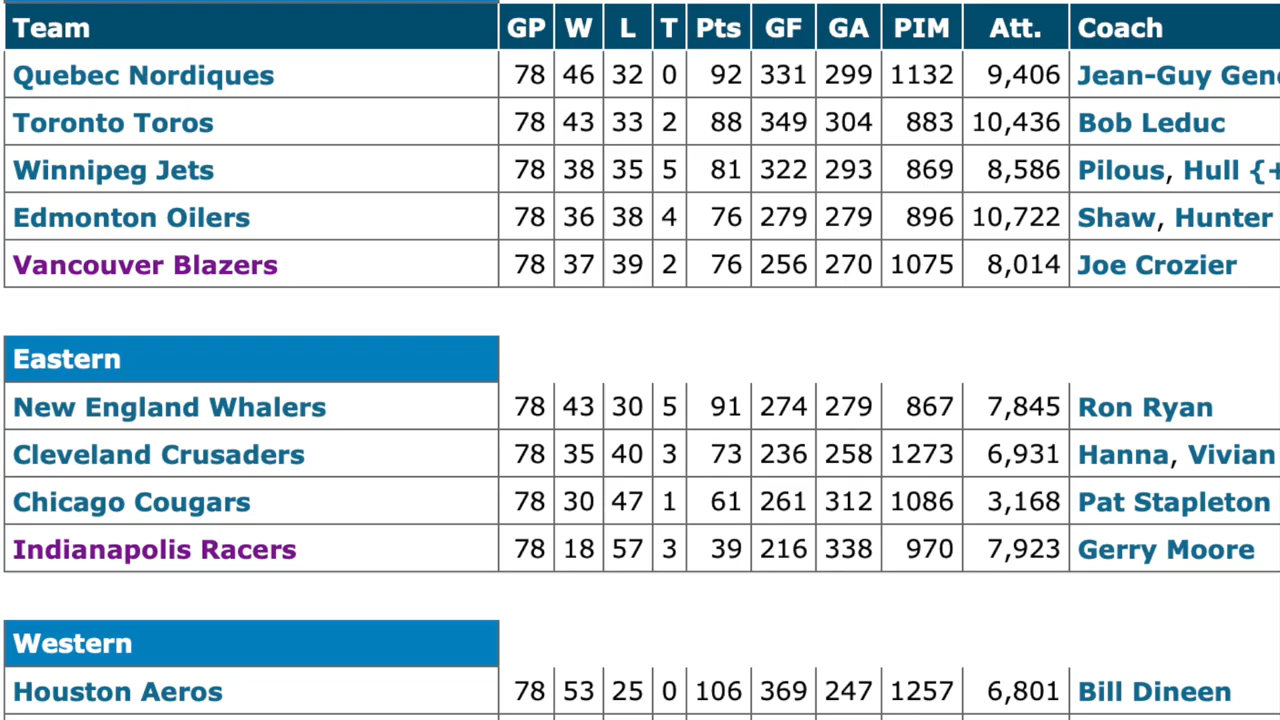 Team GP W L T Pts GF GA PIM Att. Coach
Quebec Nordiques 78 46 32 0 92 331 299 1132 9,406 Jean-Guy
Toronto Toros 78 43 33 2 88 349 304 883 10,436 Bob Leduc
Winnipeg Jets 78 38 35 5 81 322 293 869 8,586 Pilous, Hull {+
Edmonton Oilers 78 36 38 4 76 279 279 896 10,722 Shaw, Hunter
Vancouver Blazers 78 37 39 2 76 256 270 1075 8,014 Joe Crozier
Eastern
New England Whalers 78 43 30 5 91 274 279 867 7,845 Ron Ryan
Cleveland Crusaders 78 35 40 3 73 236 258 1273 6,931 Hanna, Vivian
Chicago Cougars 78 30 47 1 61 261 312 1086 3,168 Pat Stapleton
Indianapolis Racers 78 18 57 3 39 216 338 970 7,923 Gerry Moore
Western
Houston Aeros 78 53 25 0 106 369 247 1257 6,801 Bill Dineen